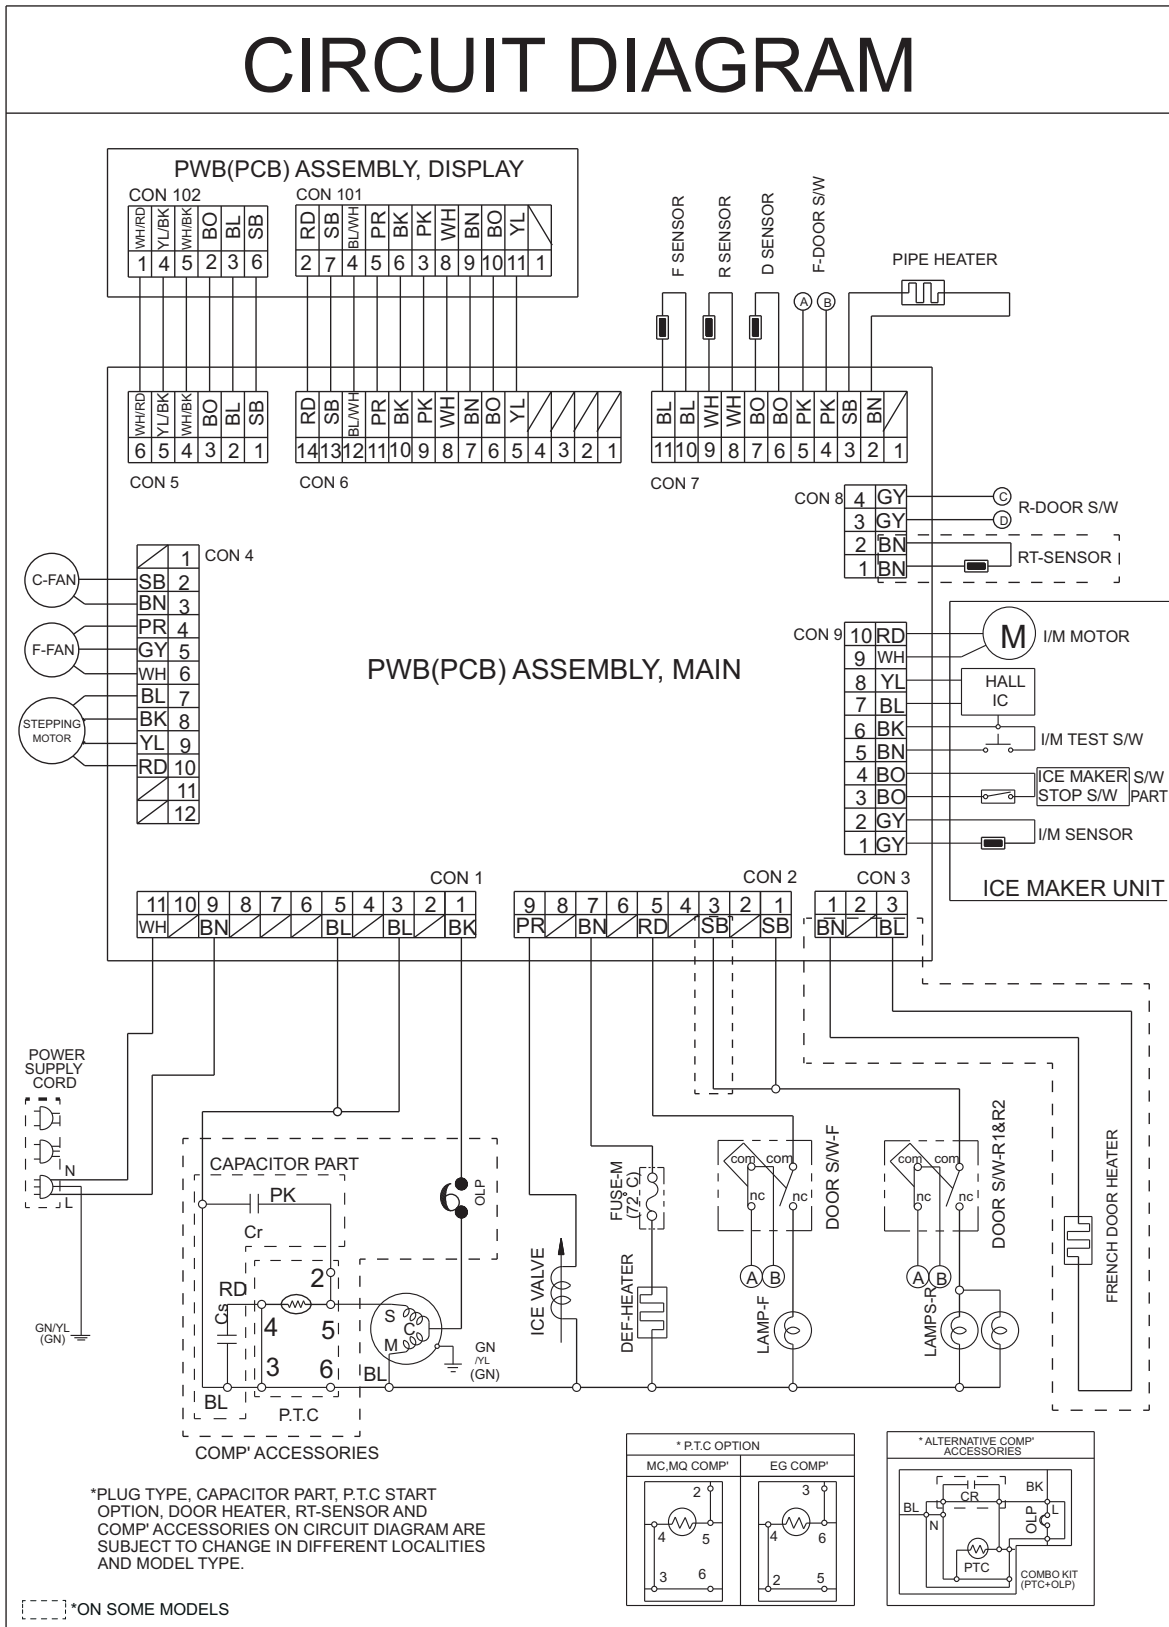 CIRCUIT DIAGRAM
PWB(PCB) ASSEMBLY, DISPLAY
CON 102
CON 101
WH/RD YL/BK WH/BK BO BL SB
RD SB BL/WH PR BK PK WH BN BO YL
1 4 5 2 3 6
2 7 4 5 6 3 8 9 10 11 1
F SENSOR
R SENSOR
D SENSOR
F-DOOR S/W
PIPE HEATER
A B
WH/RD YL/BK WH/BK BO BL SB
6 5 4 3 2 1
CON 5
RD SB BL/WH PR BK PK WH BN BO YL
14 13 12 11 10 9 8 7 6 5 4 3 2 1
CON 6
BL BL WH WH BO BO PK PK SB BN
11 10 9 8 7 6 5 4 3 2 1
CON 7
CON 8
4 GY C
3 GY D
R-DOOR S/W
2 BN
1 BN
RT-SENSOR
CON 4
1
SB 2
BN 3
PR 4
GY 5
WH 6
BL 7
BK 8
YL 9
RD 10
11
12
C-FAN
F-FAN
STEPPING
MOTOR
PWB(PCB) ASSEMBLY, MAIN
CON 9
10 RD
9 WH
8 YL
7 BL
6 BK
5 BN
4 BO
3 BO
2 GY
1 GY
M
I/M MOTOR
HALL
IC
I/M TEST S/W
ICE MAKER S/W
STOP S/W PART
I/M SENSOR
ICE MAKER UNIT
CON 1
11 10 9 8 7 6 5 4 3 2 1
WH BN BL BL BK
CON 2
9 8 7 6 5 4 3 2 1
PR BN RD SB SB
CON 3
1 2 3
BN BL
POWER
SUPPLY
CORD
N
L
GN/YL
(GN)
CAPACITOR PART
PK
Cr
OLP
RD
Cs
2
4 5
3 6
BL
P.T.C
BL
S
C
M
GN
/YL
(GN)
COMP' ACCESSORIES
ICE VALVE
FUSE-M
(72°C)
DEF-HEATER
com com
nc nc
DOOR S/W-F
A B
LAMP-F
com com
nc nc
DOOR S/W-R1&R2
A B
LAMPS-R
FRENCH DOOR HEATER
*PLUG TYPE, CAPACITOR PART, P.T.C START
OPTION, DOOR HEATER, RT-SENSOR AND
COMP' ACCESSORIES ON CIRCUIT DIAGRAM ARE
SUBJECT TO CHANGE IN DIFFERENT LOCALITIES
AND MODEL TYPE.
*ON SOME MODELS
* P.T.C OPTION
MC,MQ COMP'
EG COMP'
2
4 5
3 6
3
4 6
2 5
* ALTERNATIVE COMP'
ACCESSORIES
CR
BK
BL
N
OLP
L
PTC
COMBO KIT
(PTC+OLP)